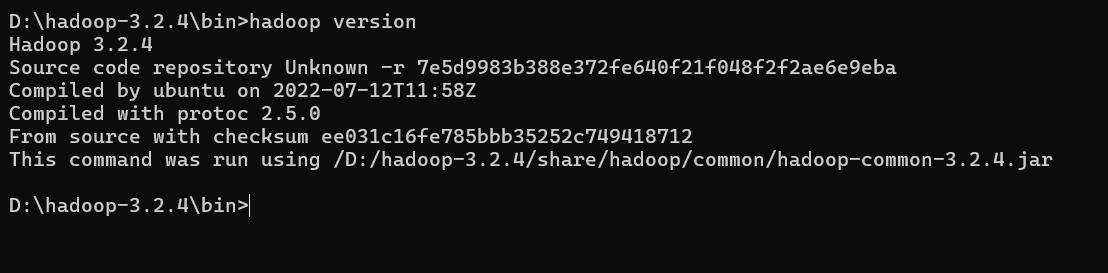 D:\hadoop-3.2.4\bin>hadoop version
Hadoop 3.2.4
Source code repository Unknown -r 7e5d9983b388e372fe640f21f048f2f2ae6e9eba
Compiled by ubuntu on 2022-07-12T11:58Z
Compiled with protoc 2.5.0
From source with checksum ee031c16fe785bbb35252c749418712
This command was run using /D:/hadoop-3.2.4/share/hadoop/common/hadoop-common-3.2.4.jar
D:\hadoop-3.2.4\bin>